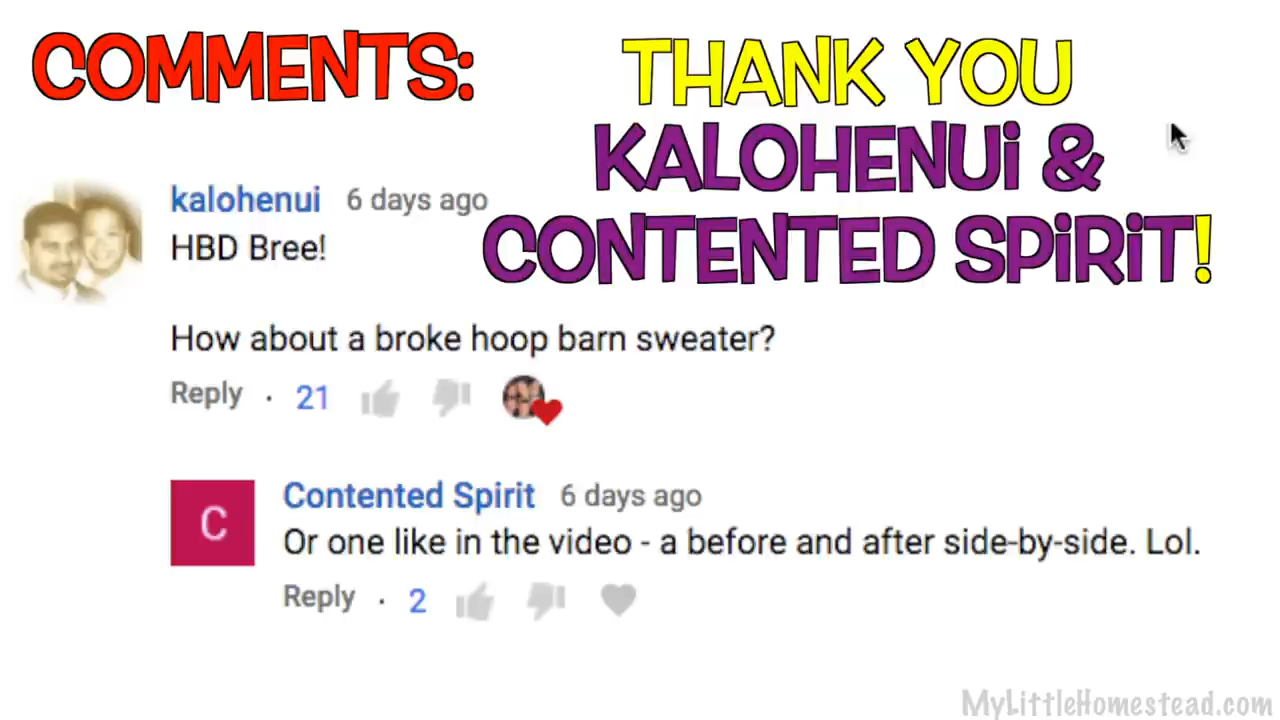 COMMENTS:
THANK YOU
KALOHENUi &
CONTENTED SPiRiT!
kalohenui 6 days ago
HBD Bree!
How about a broke hoop barn sweater?
Reply · 21
C
Contented Spirit 6 days ago
Or one like in the video - a before and after side-by-side. Lol.
Reply · 2
MyLittleHomestead.com